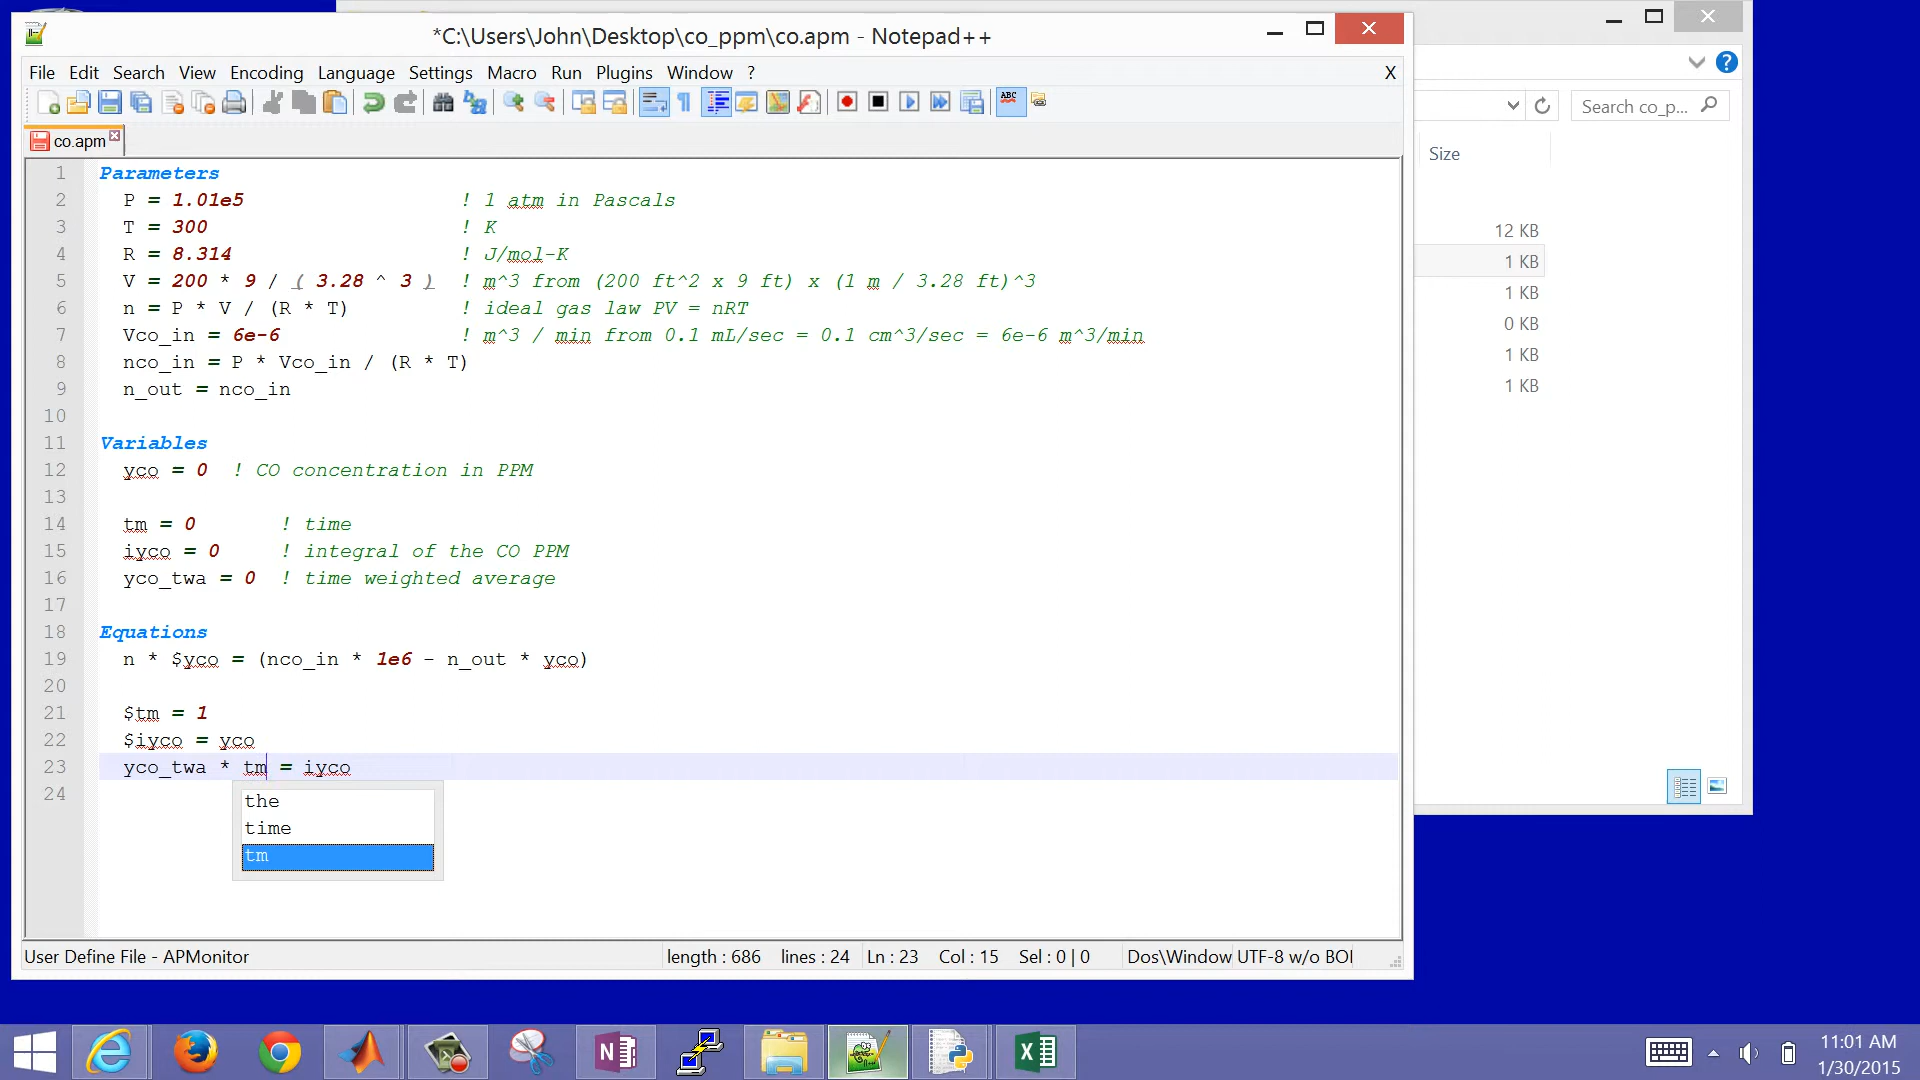 *C:\Users\John\Desktop\co_ppm\co.apm - Notepad++
File Edit Search View Encoding Language Settings Macro Run Plugins Window ? X
ABC
co.apm
1 Parameters
2 P = 1.01e5 ! 1 atm in Pascals
3 T = 300 ! K
4 R = 8.314 ! J/mol-K
5 V = 200 * 9 / ( 3.28 ^ 3 ) ! m^3 from (200 ft^2 x 9 ft) x (1 m / 3.28 ft)^3
6 n = P * V / (R * T) ! ideal gas law PV = nRT
7 Vco_in = 6e-6 ! m^3 / min from 0.1 mL/sec = 0.1 cm^3/sec = 6e-6 m^3/min
8 nco_in = P * Vco_in / (R * T)
9 n_out = nco_in
10
11 Variables
12 yco = 0 ! CO concentration in PPM
13
14 tm = 0 ! time
15 iyco = 0 ! integral of the CO PPM
16 yco_twa = 0 ! time weighted average
17
18 Equations
19 n * $yco = (nco_in * 1e6 - n_out * yco)
20
21 $tm = 1
22 $iyco = yco
23 yco_twa * tm = iyco
24
the
time
tm
User Define File - APMonitor length : 686 lines : 24 Ln : 23 Col : 15 Sel : 0 | 0 Dos\Window UTF-8 w/o BOI
Search co_p...
Size
12 KB
1 KB
1 KB
0 KB
1 KB
1 KB
11:01 AM
1/30/2015